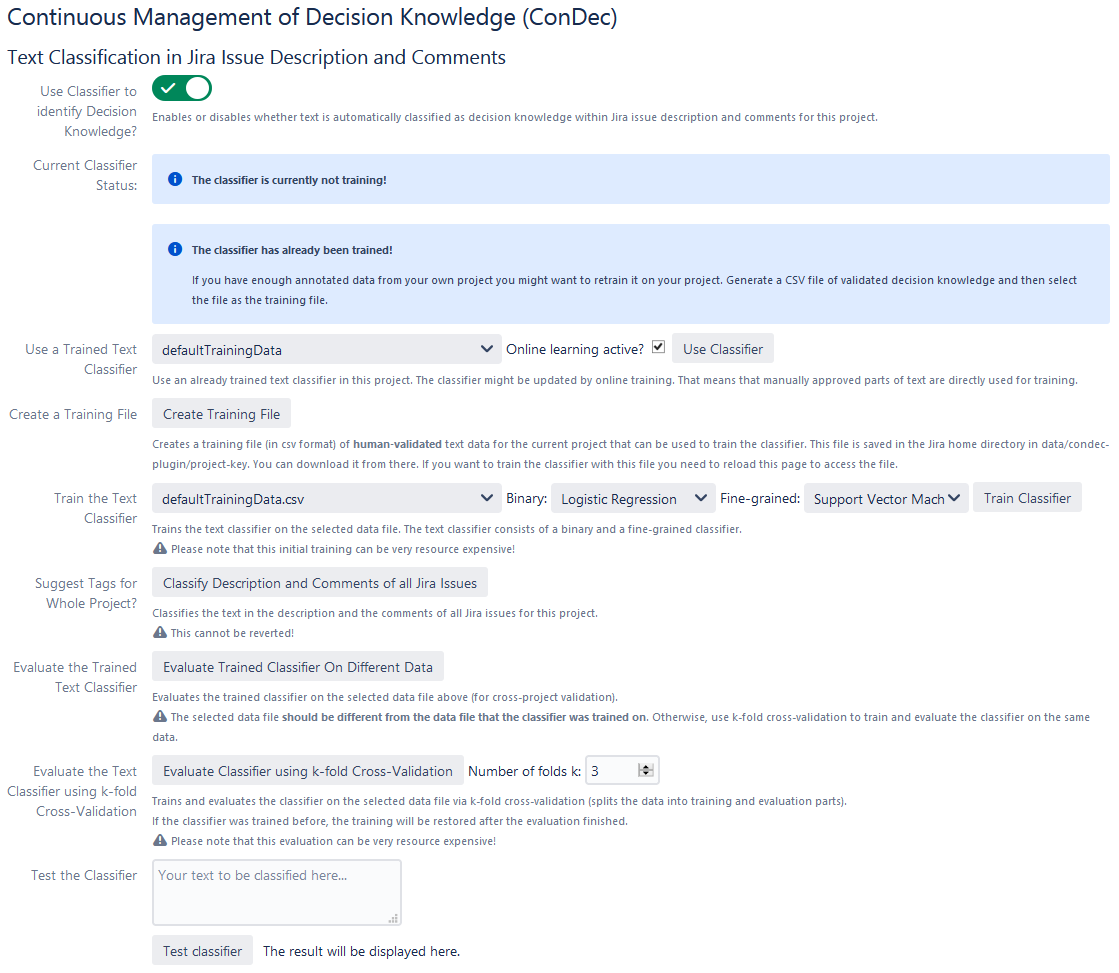 Continuous Management of Decision Knowledge (ConDec)
Text Classification in Jira Issue Description and Comments
Use Classifier to
identify Decision
Knowledge?
Enables or disables whether text is automatically classified as decision knowledge within Jira issue description and comments for this project.
Current Classifier
Status:
The classifier is currently not training!
The classifier has already been trained!
If you have enough annotated data from your own project you might want to retrain it on your project. Generate a CSV file of validated decision knowledge and then select
the file as the training file.
Use a Trained Text
Classifier
defaultTrainingData Online learning active? Use Classifier
Use an already trained text classifier in this project. The classifier might be updated by online training. That means that manually approved parts of text are directly used for training.
Create a Training File
Create Training File
Creates a training file (in csv format) of human-validated text data for the current project that can be used to train the classifier. This file is saved in the Jira home directory in data/condec-
plugin/project-key. You can download it from there. If you want to train the classifier with this file you need to reload this page to access the file.
Train the Text
Classifier
defaultTrainingData.csv Binary: Logistic Regression Fine-grained: Support Vector Mach Train Classifier
Trains the text classifier on the selected data file. The text classifier consists of a binary and a fine-grained classifier.
Please note that this initial training can be very resource expensive!
Suggest Tags for
Whole Project?
Classify Description and Comments of all Jira Issues
Classifies the text in the description and the comments of all Jira issues for this project.
This cannot be reverted!
Evaluate the Trained
Text Classifier
Evaluate Trained Classifier On Different Data
Evaluates the trained classifier on the selected data file above (for cross-project validation).
The selected data file should be different from the data file that the classifier was trained on. Otherwise, use k-fold cross-validation to train and evaluate the classifier on the same
data.
Evaluate the Text
Classifier using k-fold
Cross-Validation
Evaluate Classifier using k-fold Cross-Validation Number of folds k: 3
Trains and evaluates the classifier on the selected data file via k-fold cross-validation (splits the data into training and evaluation parts).
If the classifier was trained before, the training will be restored after the evaluation finished.
Please note that this evaluation can be very resource expensive!
Test the Classifier
Your text to be classified here...
Test classifier The result will be displayed here.